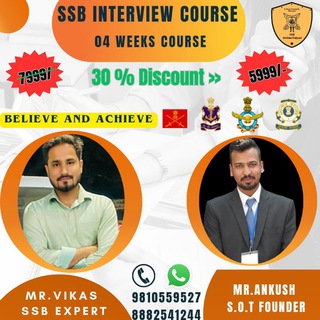 SSB INTERVIEW COURSE
04 WEEKS COURSE
7999/
30 % Discount »
5999/-
BELIEVE AND ACHIEVE
MR.VIKAS
SSB EXPERT
9810559527
8882541244
MR.ANKUSH
S.O.T FOUNDER